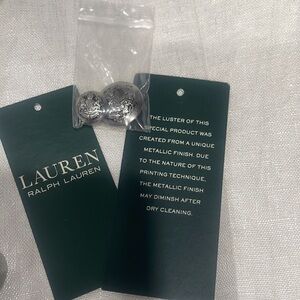 LAUREN
RALPH LAUREN
THE LUSTER OF THIS
SPECIAL PRODUCT WAS
CREATED FROM A UNIQUE
METALLIC FINISH. DUE
TO THE NATURE OF THIS
PRINTING TECHNIQUE,
THE METALLIC FINISH
MAY DIMINSH AFTER
DRY CLEANING.